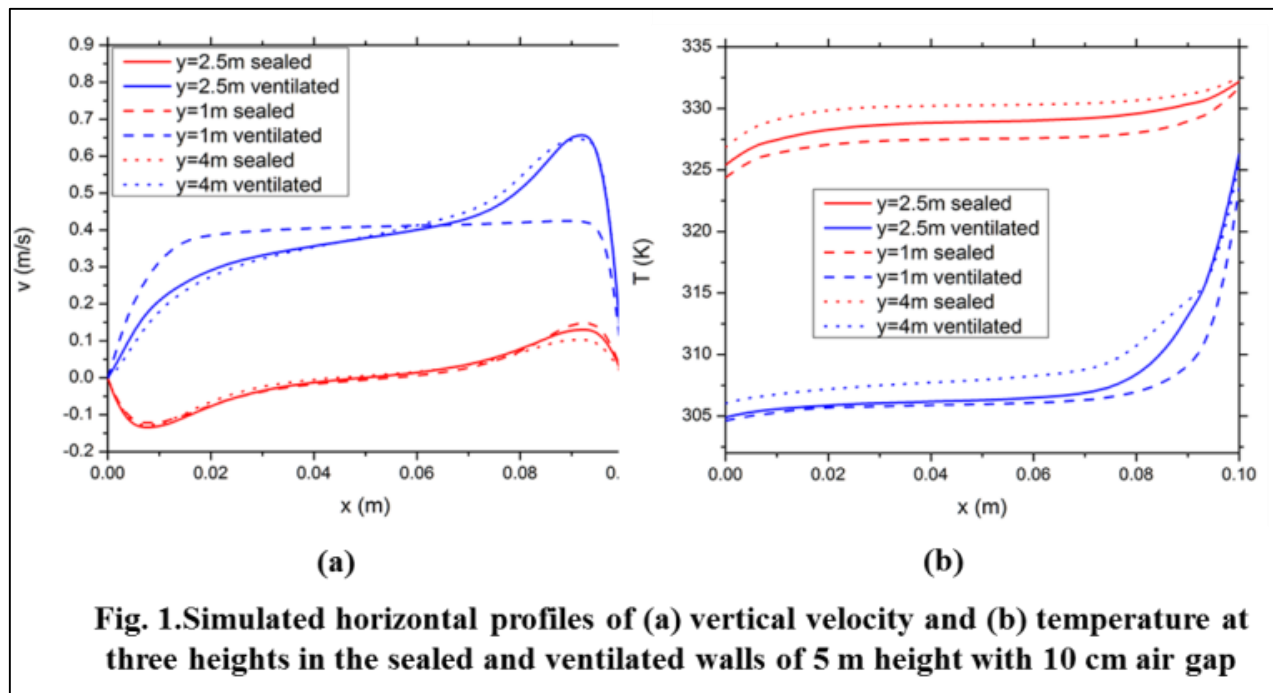 0.9
0.8
0.7
0.6
0.5
0.4
0.3
0.2
0.1
0.0
-0.1
-0.2
v (m/s)
y=2.5m sealed
y=2.5m ventilated
y=1m sealed
y=1m ventilated
y=4m sealed
y=4m ventilated
0.00 0.02 0.04 0.06 0.08 0.
x (m)
(a)
335
330
325
320
315
310
305
T (K)
y=2.5m sealed
y=2.5m ventilated
y=1m sealed
y=1m ventilated
y=4m sealed
y=4m ventilated
0.00 0.02 0.04 0.06 0.08 0.10
x (m)
(b)
Fig. 1.Simulated horizontal profiles of (a) vertical velocity and (b) temperature at
three heights in the sealed and ventilated walls of 5 m height with 10 cm air gap